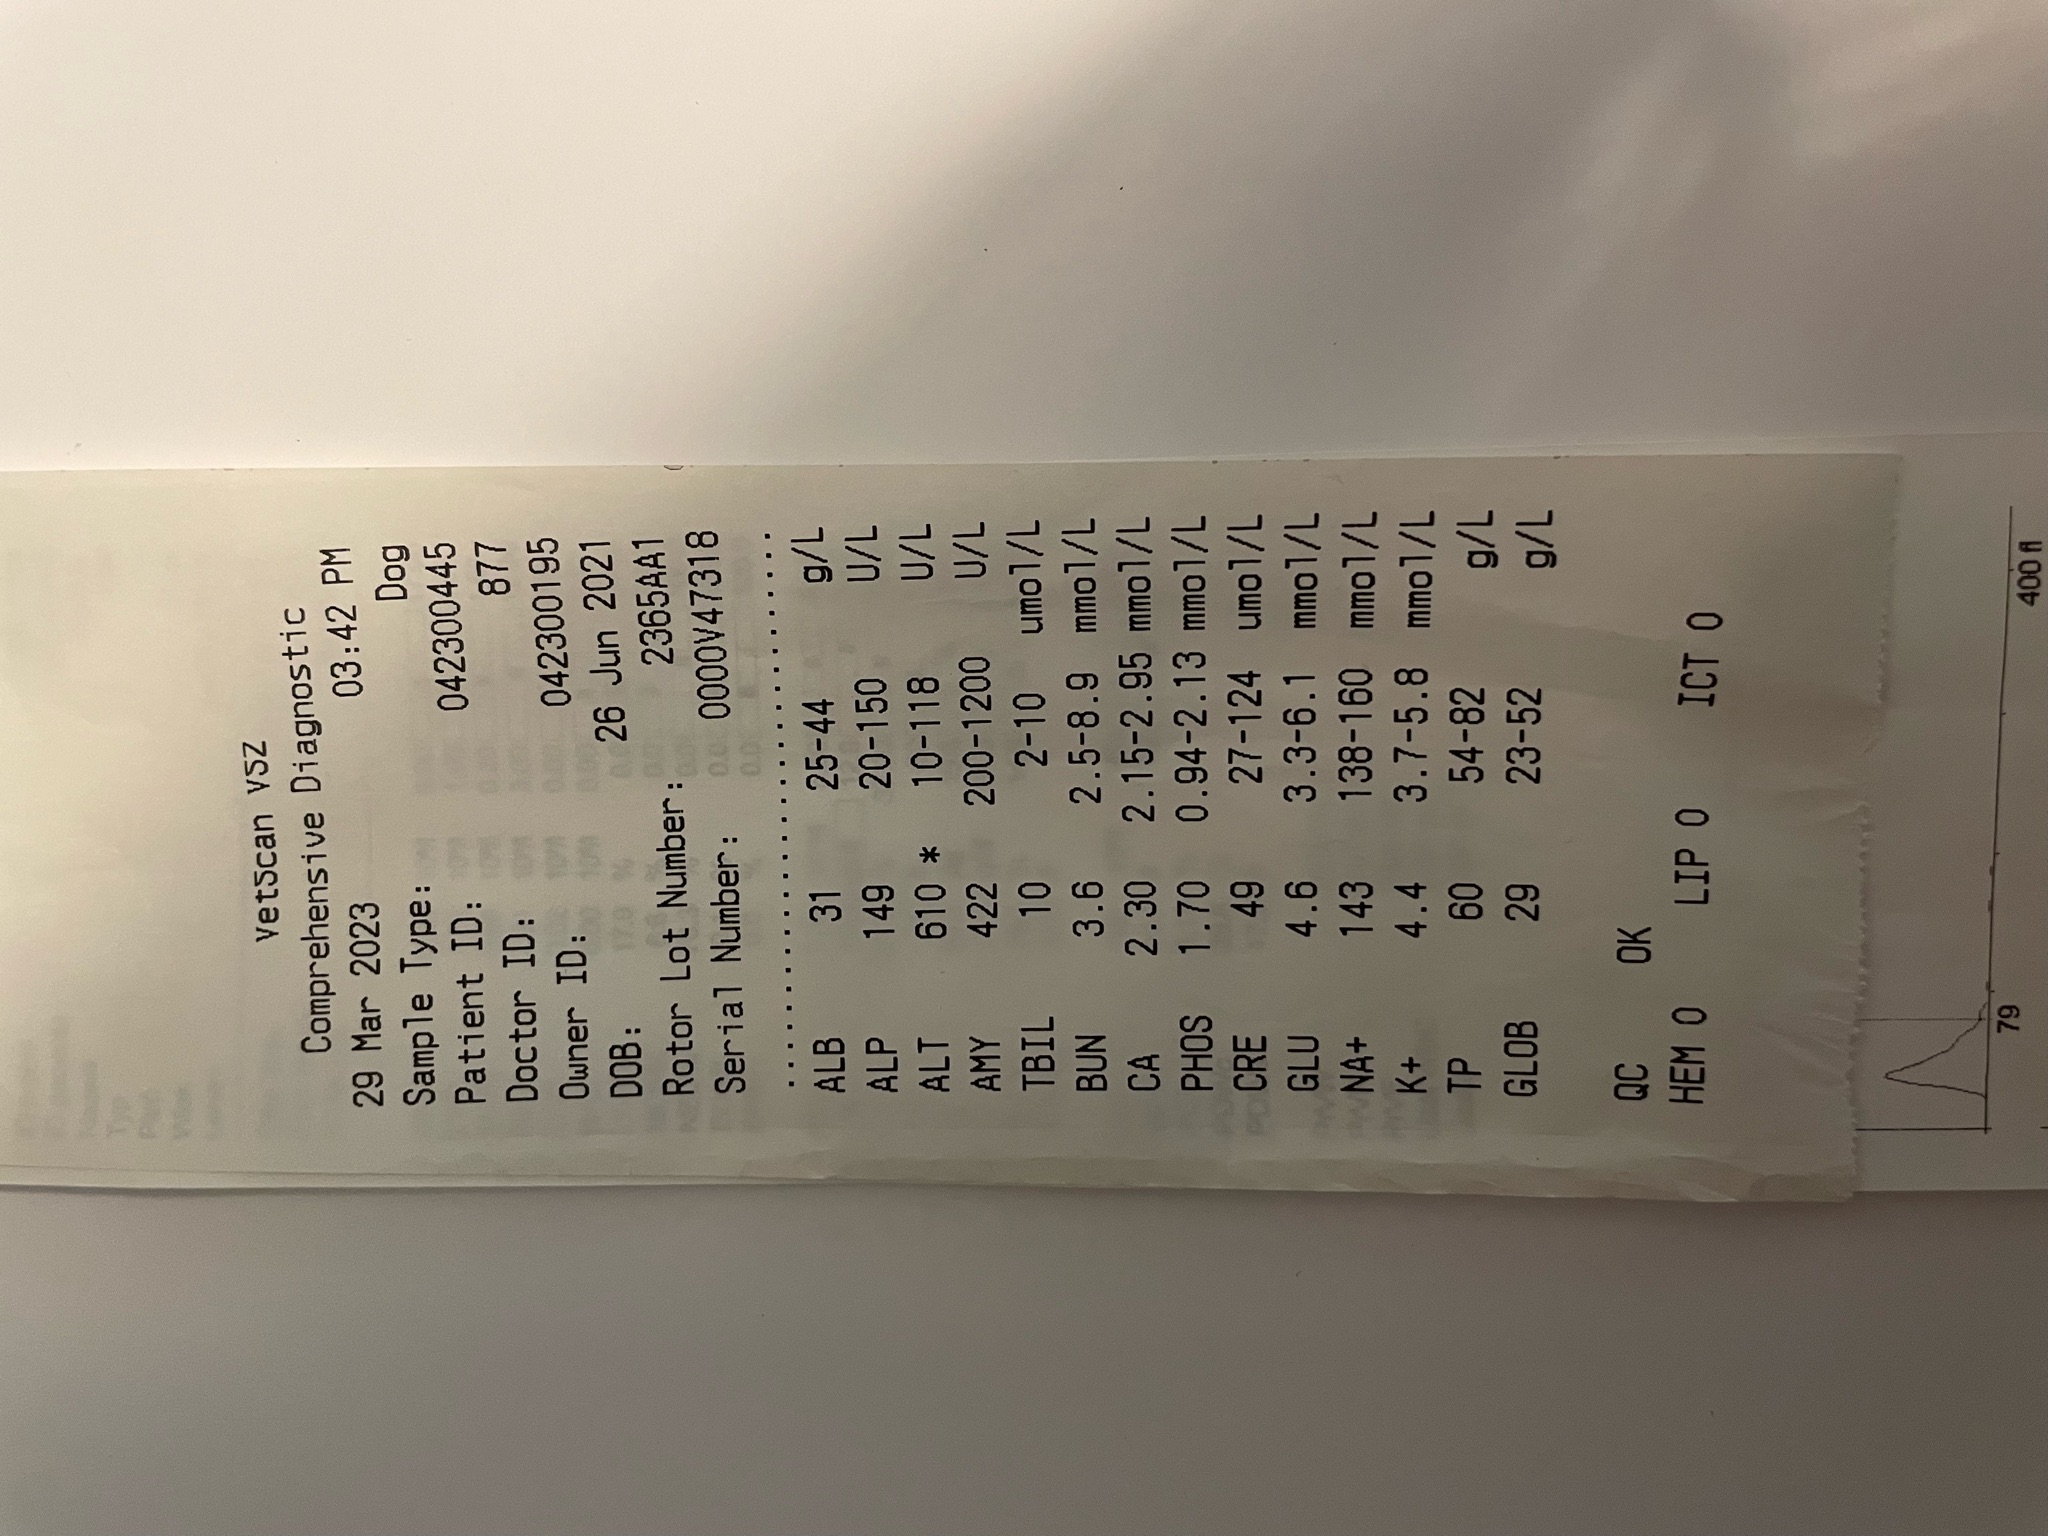 VetScan VS2
Comprehensive Diagnostic
29 Mar 2023 03:42 PM
Sample Type: Dog
Patient ID: 042300445
Doctor ID: 877
Owner ID: 042300195
DOB: 26 Jun 2021
Rotor Lot Number: 2365AA1
Serial Number: 0000V47318
........................................
ALB 31 25-44 g/L
ALP 149 20-150 U/L
ALT 610 * 10-118 U/L
AMY 422 200-1200 U/L
TBIL 10 2-10 umol/L
BUN 3.6 2.5-8.9 mmol/L
CA 2.30 2.15-2.95 mmol/L
PHOS 1.70 0.94-2.13 mmol/L
CRE 49 27-124 umol/L
GLU 4.6 3.3-6.1 mmol/L
NA+ 143 138-160 mmol/L
K+ 4.4 3.7-5.8 mmol/L
TP 60 54-82 g/L
GLOB 29 23-52 g/L
QC OK
HEM 0 LIP 0 ICT 0
79 400 fl